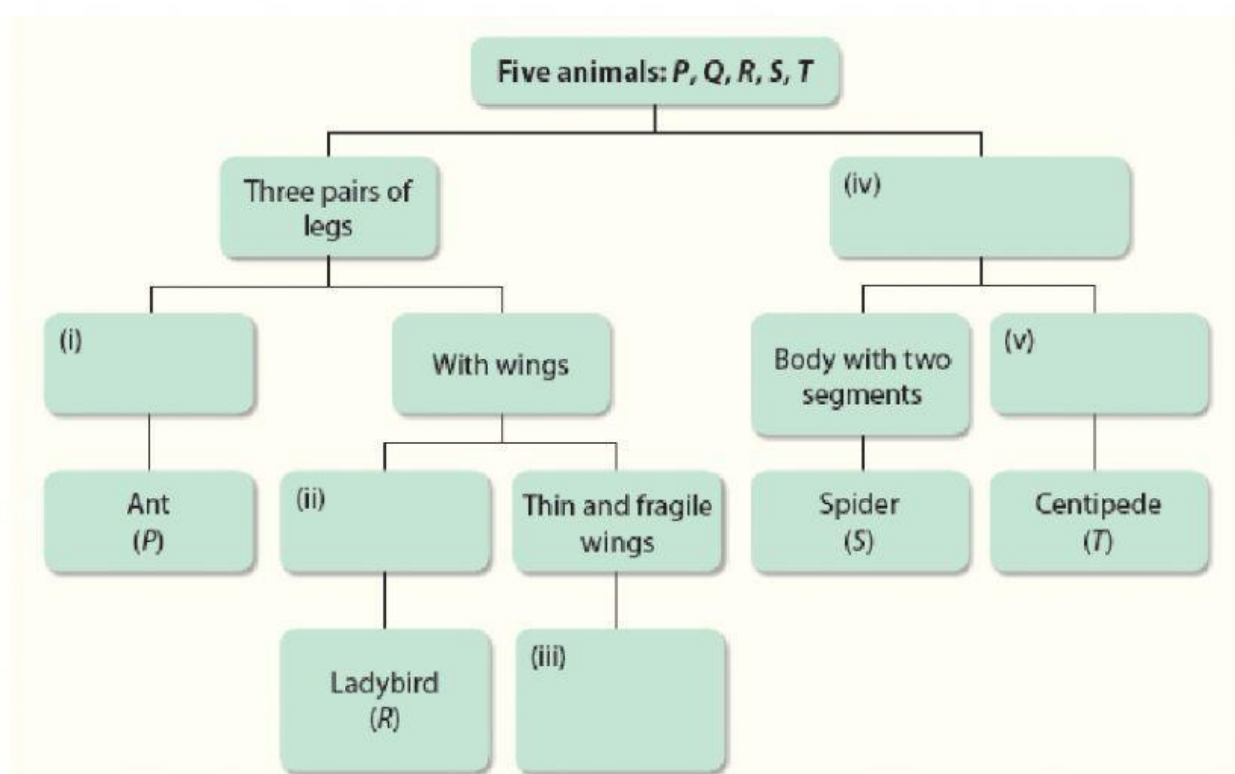 Five animals: P, Q, R, S, T
Three pairs of
legs
(iv)
(i)
With wings
Body with two
segments
(v)
Ant
(P)
(ii)
Thin and fragile
wings
Spider
(S)
Centipede
(T)
Ladybird
(R)
(iii)